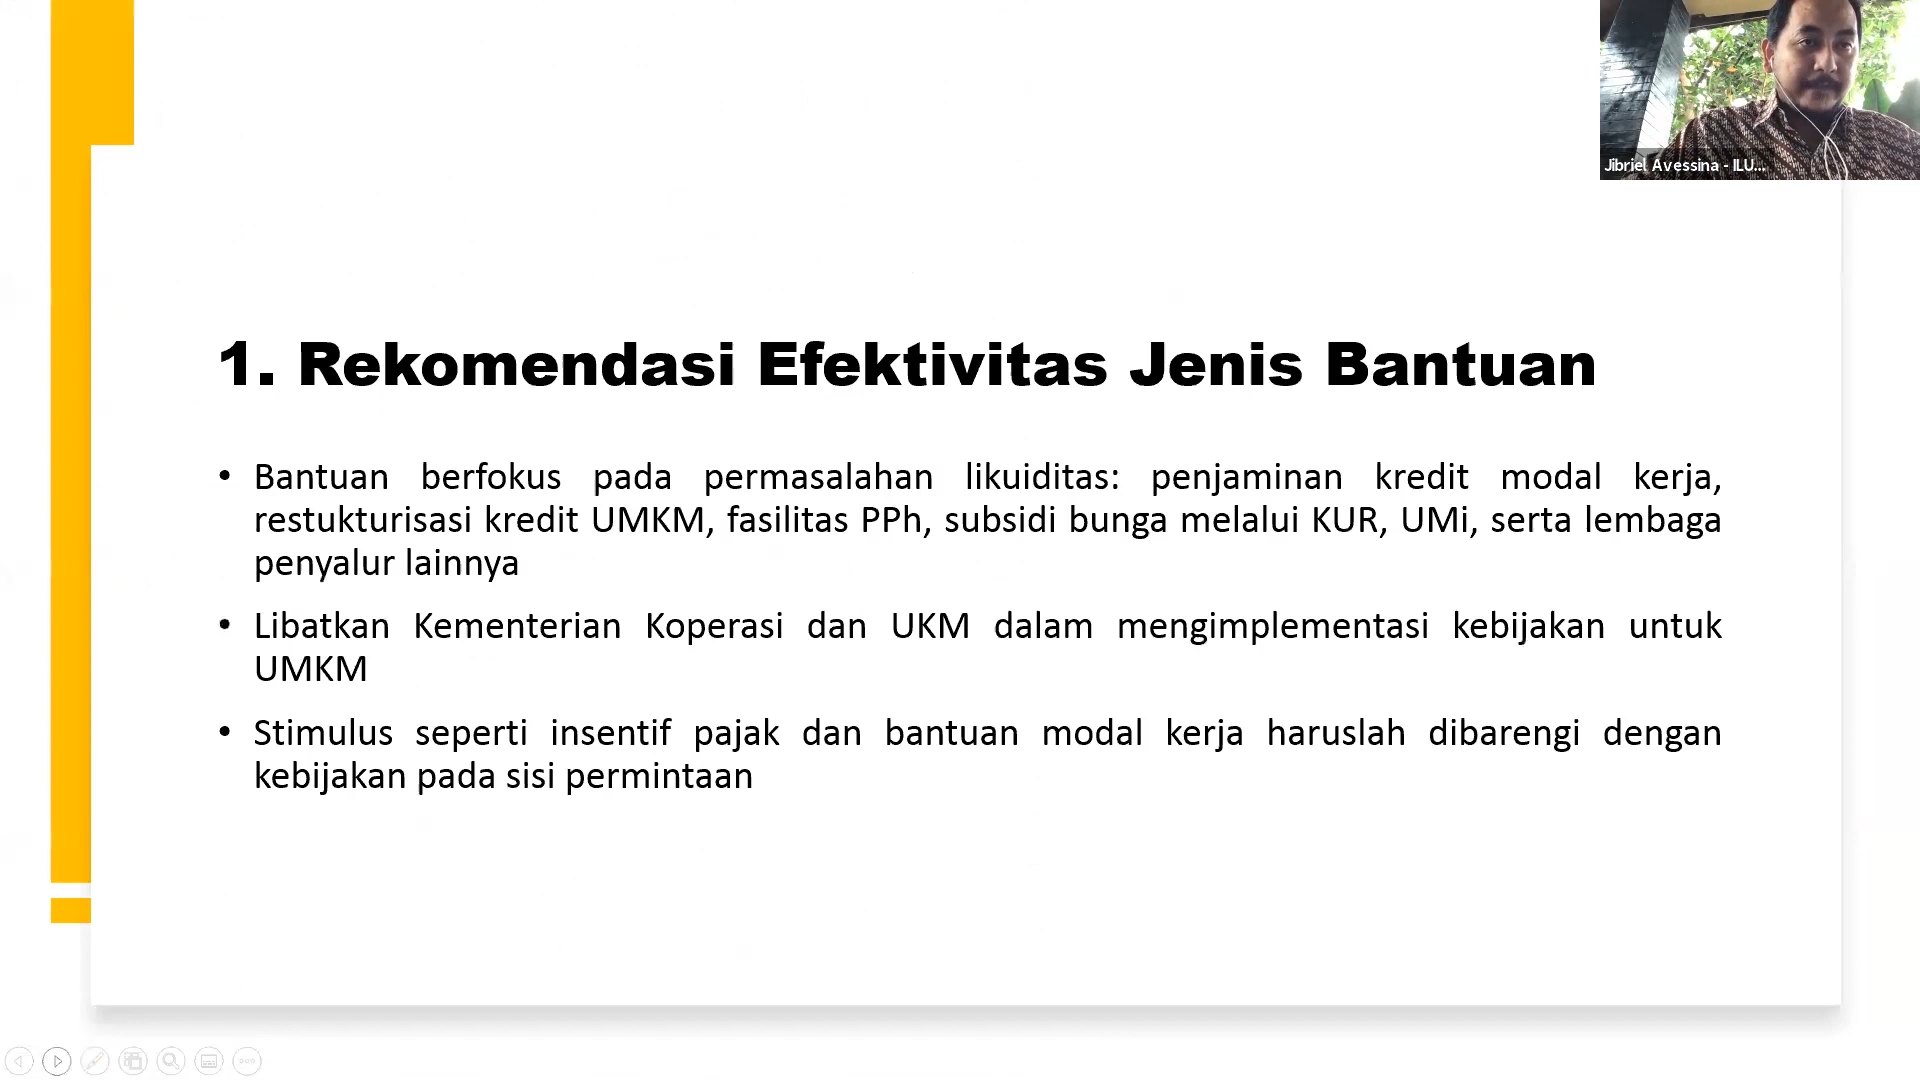 Jibriel Avessina - ILU...
1. Rekomendasi Efektivitas Jenis Bantuan
• Bantuan berfokus pada permasalahan likuiditas: penjaminan kredit modal kerja,
restukturisasi kredit UMKM, fasilitas PPh, subsidi bunga melalui KUR, UMi, serta lembaga
penyalur lainnya
• Libatkan Kementerian Koperasi dan UKM dalam mengimplementasi kebijakan untuk
UMKM
• Stimulus seperti insentif pajak dan bantuan modal kerja haruslah dibarengi dengan
kebijakan pada sisi permintaan